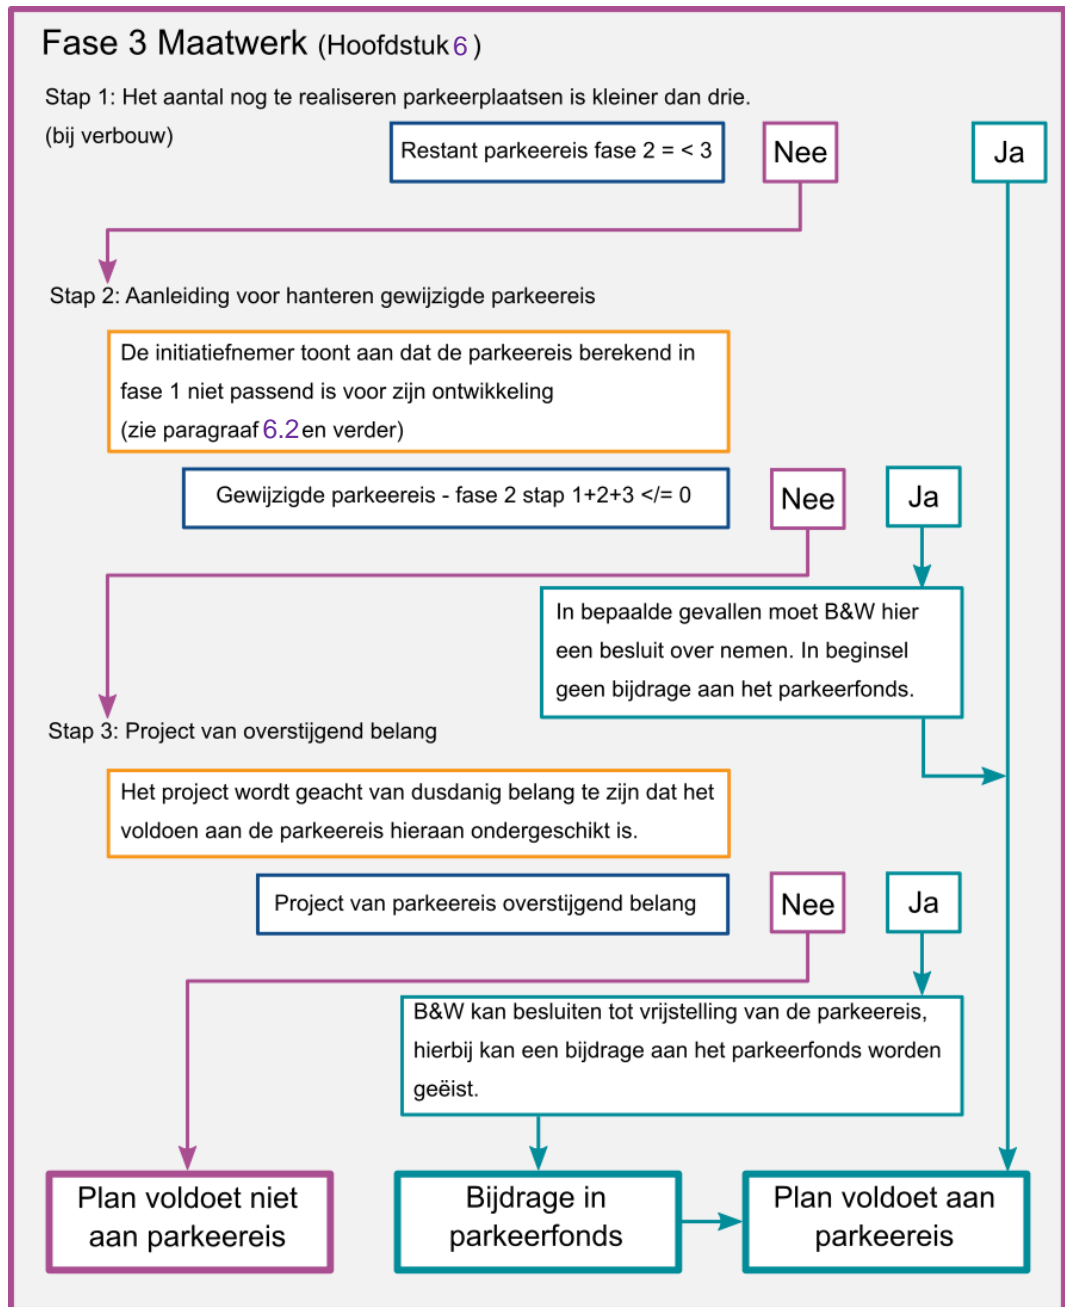 Fase 3 Maatwerk (Hoofdstuk 6)
Stap 1: Het aantal nog te realiseren parkeerplaatsen is kleiner dan drie.
(bij verbouw)
Restant parkeereis fase 2 = < 3
Nee
Ja
Stap 2: Aanleiding voor hanteren gewijzigde parkeereis
De initiatiefnemer toont aan dat de parkeereis berekend in
fase 1 niet passend is voor zijn ontwikkeling
(zie paragraaf 6.2 en verder)
Gewijzigde parkeereis - fase 2 stap 1+2+3 </= 0
Nee
Ja
In bepaalde gevallen moet B&W hier
een besluit over nemen. In beginsel
geen bijdrage aan het parkeerfonds.
Stap 3: Project van overstijgend belang
Het project wordt geacht van dusdanig belang te zijn dat het
voldoen aan de parkeereis hieraan ondergeschikt is.
Project van parkeereis overstijgend belang
Nee
Ja
B&W kan besluiten tot vrijstelling van de parkeereis,
hierbij kan een bijdrage aan het parkeerfonds worden
geëist.
Plan voldoet niet
aan parkeereis
Bijdrage in
parkeerfonds
Plan voldoet aan
parkeereis